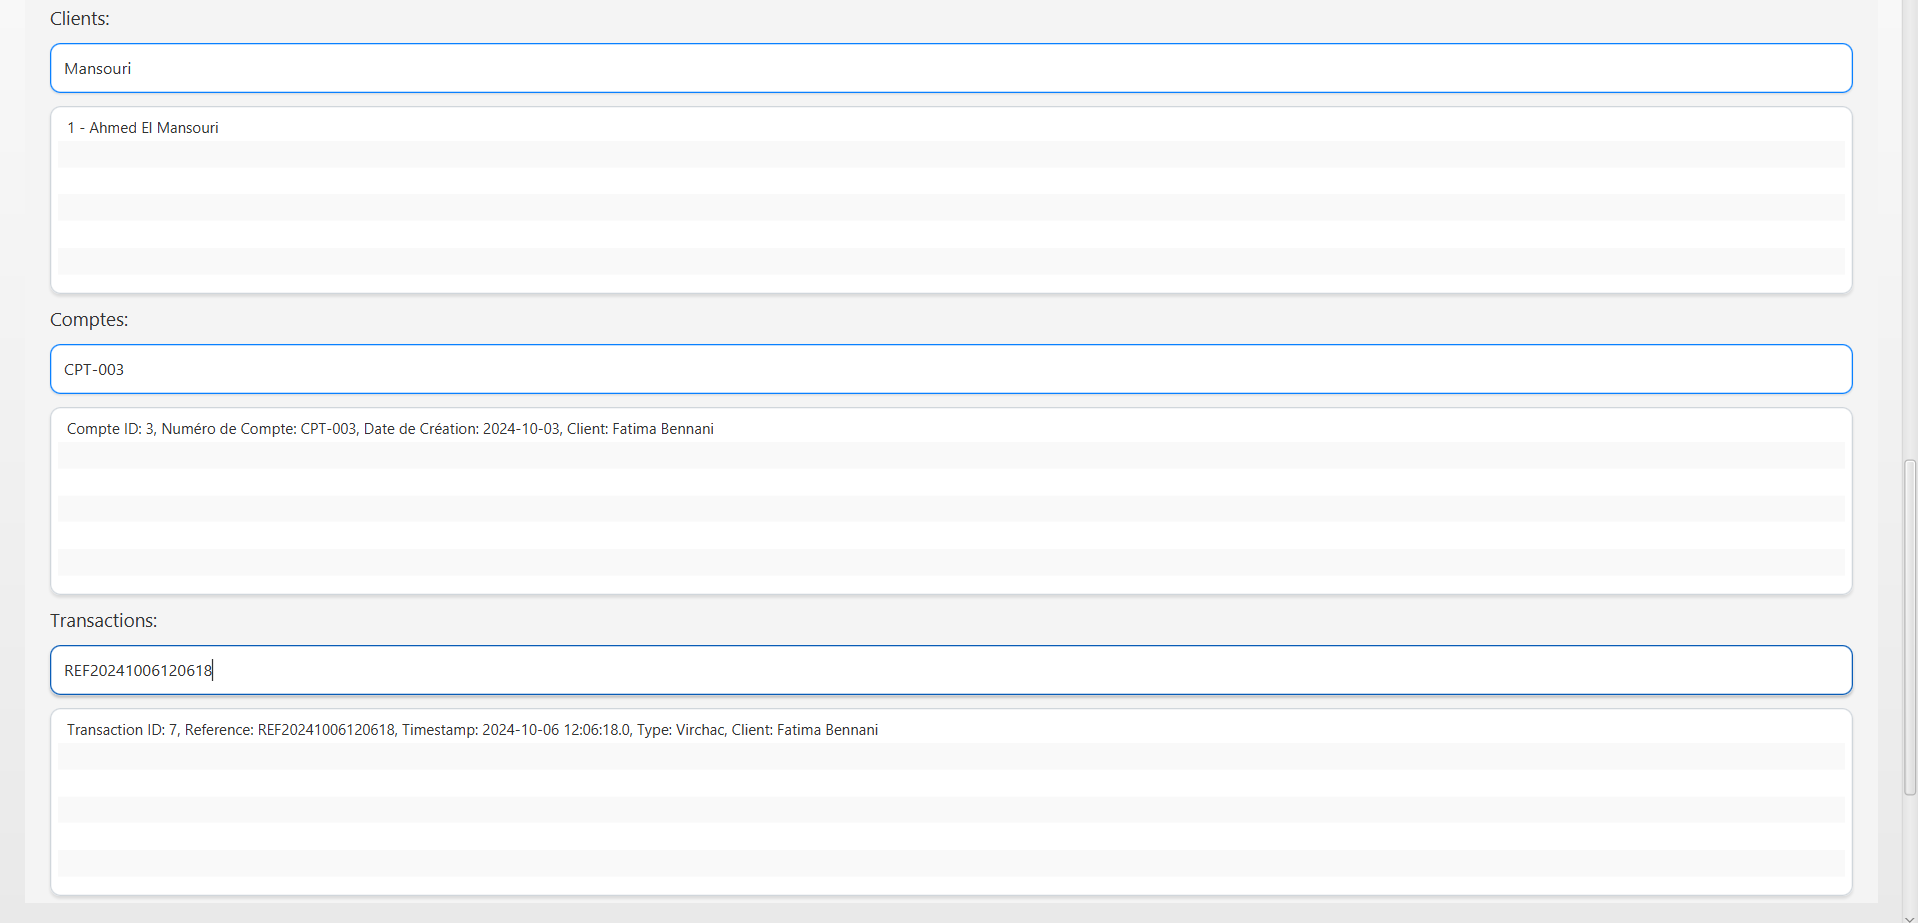 Clients:
Mansouri
1 - Ahmed El Mansouri
Comptes:
CPT-003
Compte ID: 3, Numéro de Compte: CPT-003, Date de Création: 2024-10-03, Client: Fatima Bennani
Transactions:
REF20241006120618
Transaction ID: 7, Reference: REF20241006120618, Timestamp: 2024-10-06 12:06:18.0, Type: Virchac, Client: Fatima Bennani